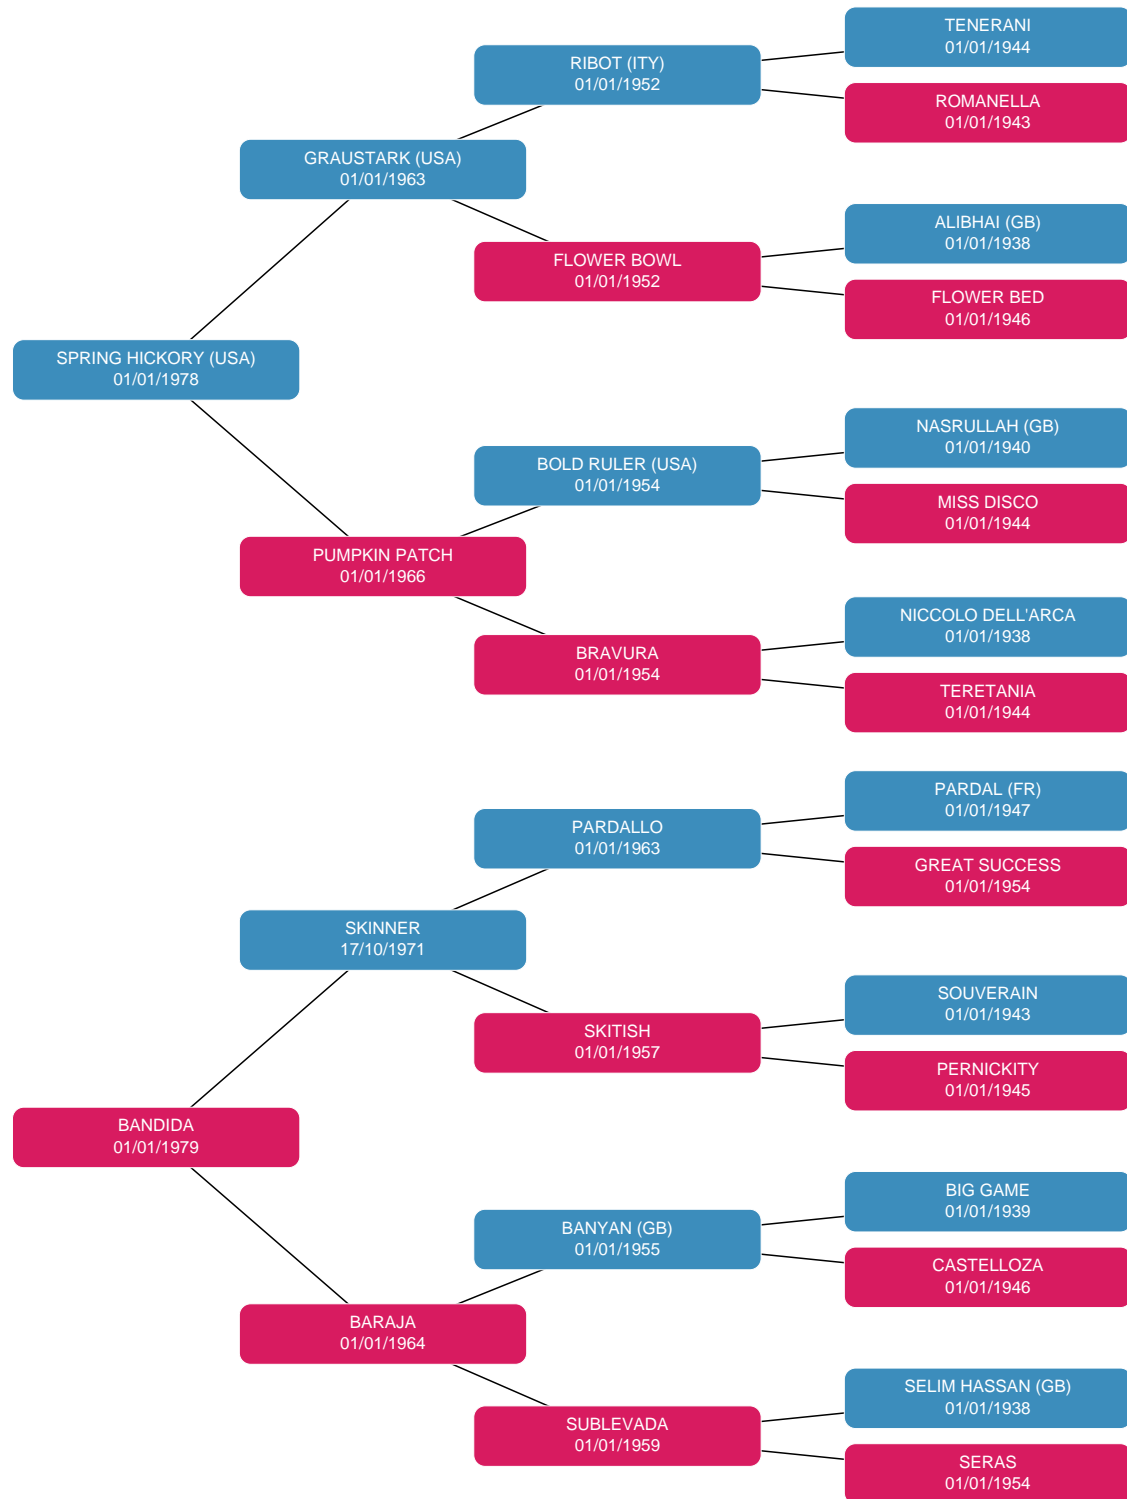 TENERANI
01/01/1944
RIBOT (ITY)
01/01/1952
ROMANELLA
01/01/1943
GRAUSTARK (USA)
01/01/1963
ALIBHAI (GB)
01/01/1938
FLOWER BOWL
01/01/1952
FLOWER BED
01/01/1946
SPRING HICKORY (USA)
01/01/1978
NASRULLAH (GB)
01/01/1940
BOLD RULER (USA)
01/01/1954
MISS DISCO
01/01/1944
PUMPKIN PATCH
01/01/1966
NICCOLO DELL'ARCA
01/01/1938
BRAVURA
01/01/1954
TERETANIA
01/01/1944
PARDAL (FR)
01/01/1947
PARDALLO
01/01/1963
GREAT SUCCESS
01/01/1954
SKINNER
17/10/1971
SOUVERAIN
01/01/1943
SKITISH
01/01/1957
PERNICKITY
01/01/1945
BANDIDA
01/01/1979
BIG GAME
01/01/1939
BANYAN (GB)
01/01/1955
CASTELLOZA
01/01/1946
BARAJA
01/01/1964
SELIM HASSAN (GB)
01/01/1938
SUBLEVADA
01/01/1959
SERAS
01/01/1954